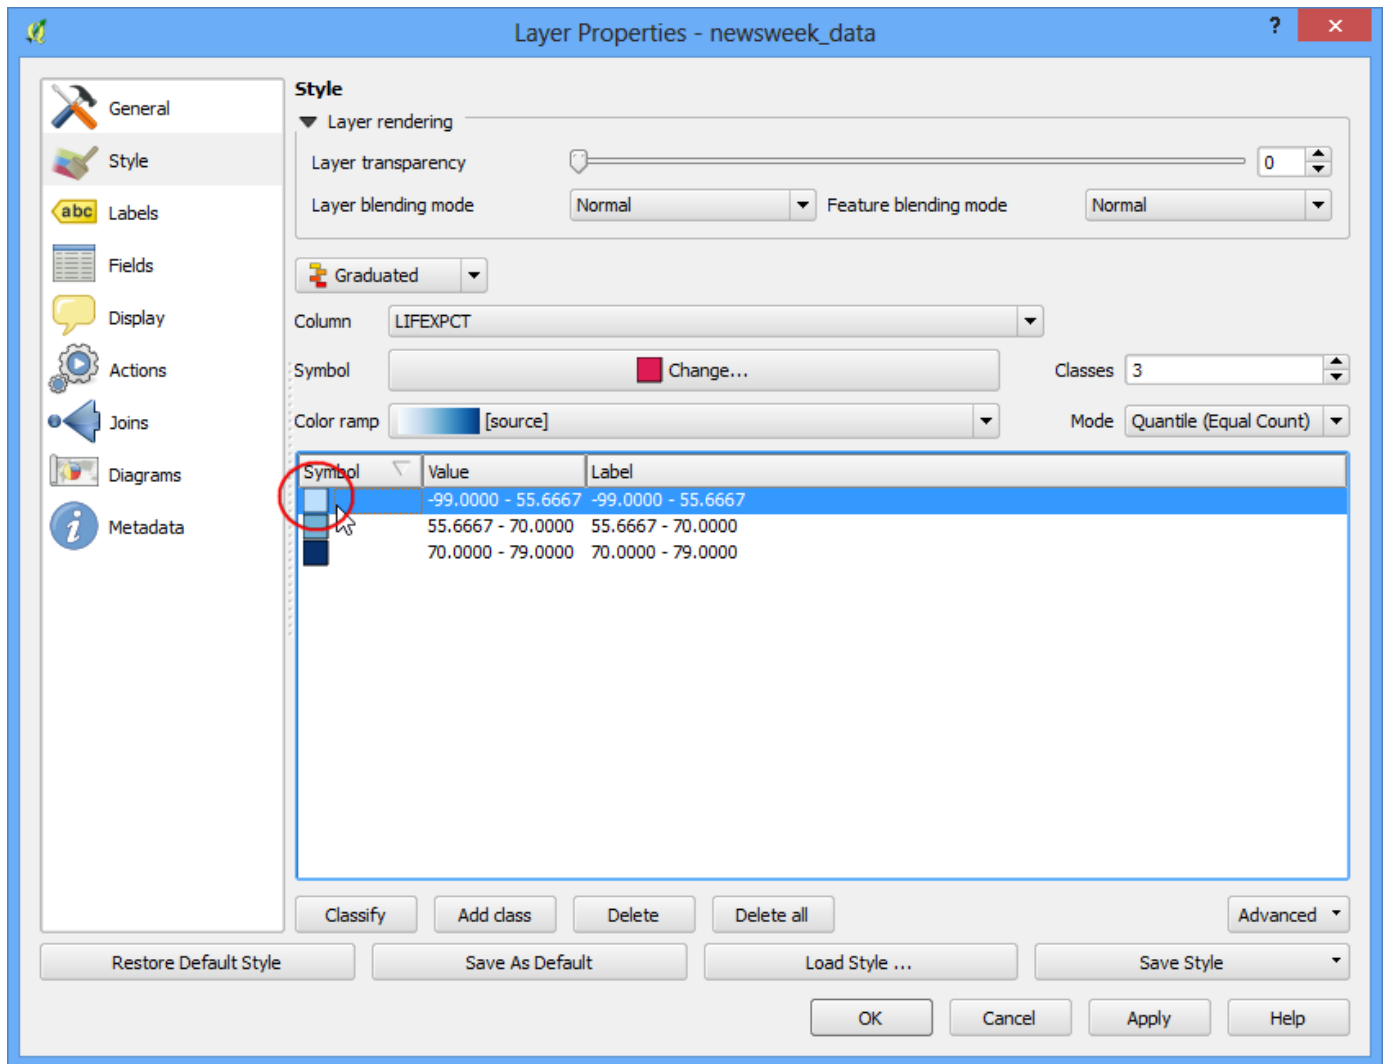 Layer Properties - newsweek_data
?
General
Style
abc Labels
Fields
Display
Actions
Joins
Diagrams
i Metadata
Style
Layer rendering
Layer transparency 0
Layer blending mode Normal Feature blending mode Normal
Graduated
Column LIFEXPCT
Symbol Change... Classes 3
Color ramp [source] Mode Quantile (Equal Count)
Symbol Value Label
-99.0000 - 55.6667 -99.0000 - 55.6667
55.6667 - 70.0000 55.6667 - 70.0000
70.0000 - 79.0000 70.0000 - 79.0000
Classify Add class Delete Delete all Advanced
Restore Default Style Save As Default Load Style ... Save Style
OK Cancel Apply Help